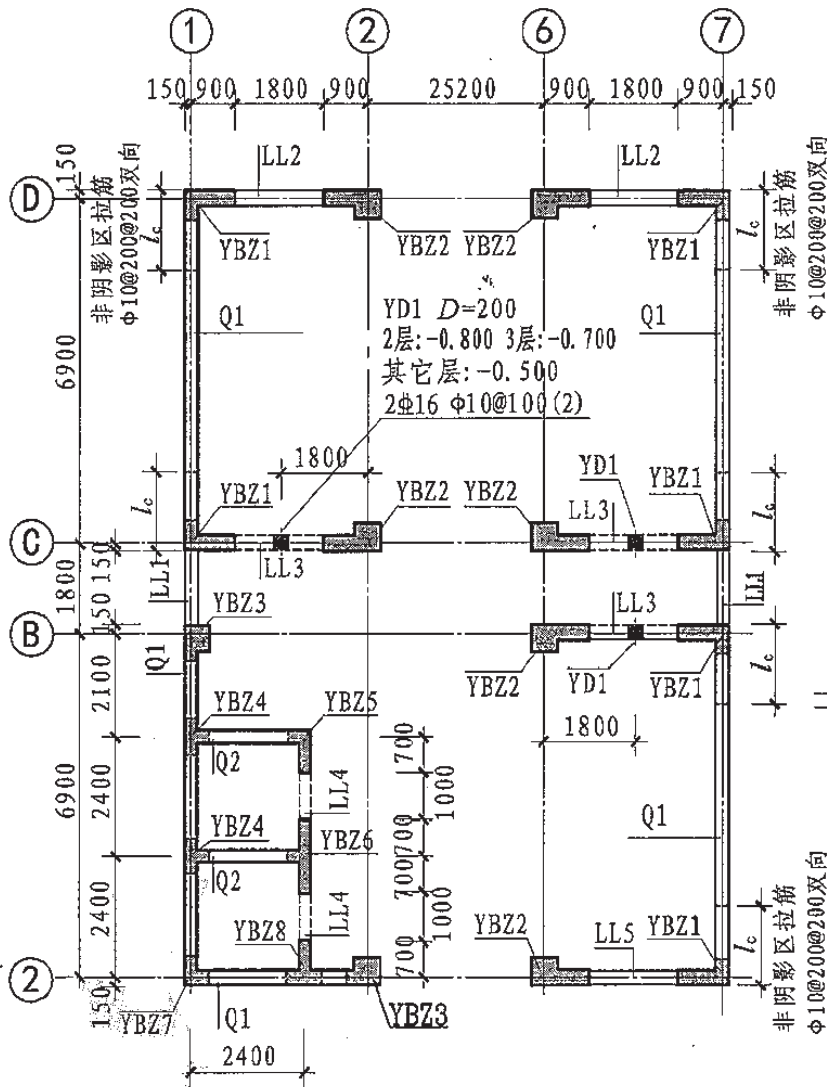 1 2 6 7
150 900 1800 900 25200 900 1800 900 150
150
LL2 LL2
D
非阴影区拉筋
Φ10@200@200双向
lc
YBZ1 YBZ2 YBZ2 YBZ1
lc
非阴影区拉筋
Φ10@200@200双向
YD1 D=200
2层:-0.800 3层:-0.700
其它层:-0.500
2⏀16 Φ10@100(2)
Q1 Q1
6900
1800
lc
YBZ1 YBZ2 YBZ2 YD1 YBZ1
lc
LL3
C
LL3
150
1800
150
LL1 LL1
YBZ3
LL3
B
Q1
YBZ2 YD1 YBZ1
lc
2100
YBZ4 YBZ5
1800
700
Q2
6900
2400
LL4
1000
Q1
YBZ4 YBZ6
700
Q2
700
2400
LL4
1000
YBZ8
YBZ2 LL5 YBZ1
lc
非阴影区拉筋
Φ10@200@200双向
700
2
150
YBZ7 Q1 YBZ3
2400